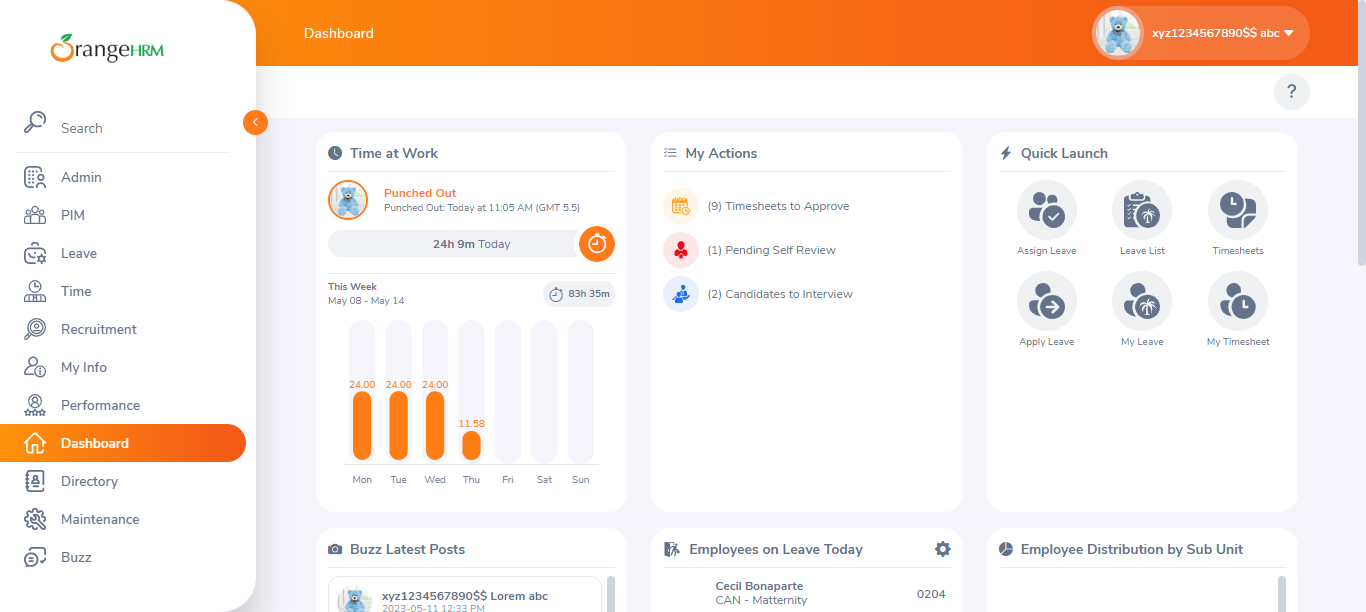 OrangeHRM
Search
Admin
PIM
Leave
Time
Recruitment
My Info
Performance
Dashboard
Directory
Maintenance
Buzz
Dashboard
xyz1234567890$$ abc
?
Time at Work
Punched Out
Punched Out: Today at 11:05 AM (GMT 5.5)
24h 9m Today
This Week
May 08 - May 14
83h 35m
24.00 24.00 24.00 11.58
Mon Tue Wed Thu Fri Sat Sun
My Actions
(9) Timesheets to Approve
(1) Pending Self Review
(2) Candidates to Interview
Quick Launch
Assign Leave Leave List Timesheets
Apply Leave My Leave My Timesheet
Buzz Latest Posts
xyz1234567890$$ Lorem abc
2023-05-11 12:33 PM
Employees on Leave Today
Cecil Bonaparte
CAN - Maternity
0204
Employee Distribution by Sub Unit